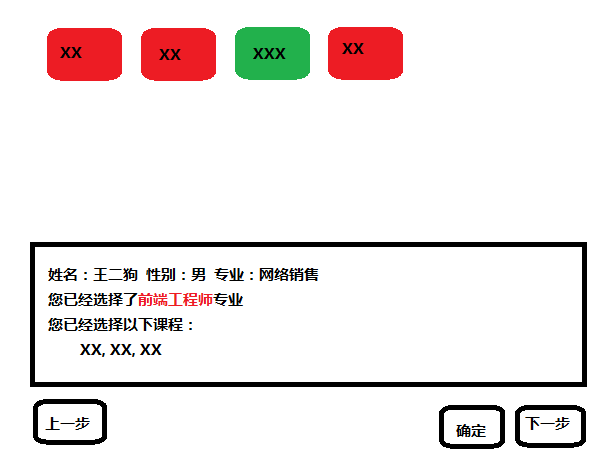 XX XX XXX XX
姓名：王二狗 性别：男 专业：网络销售
您已经选择了前端工程师专业
您已经选择以下课程：
XX, XX, XX
上一步 确定 下一步